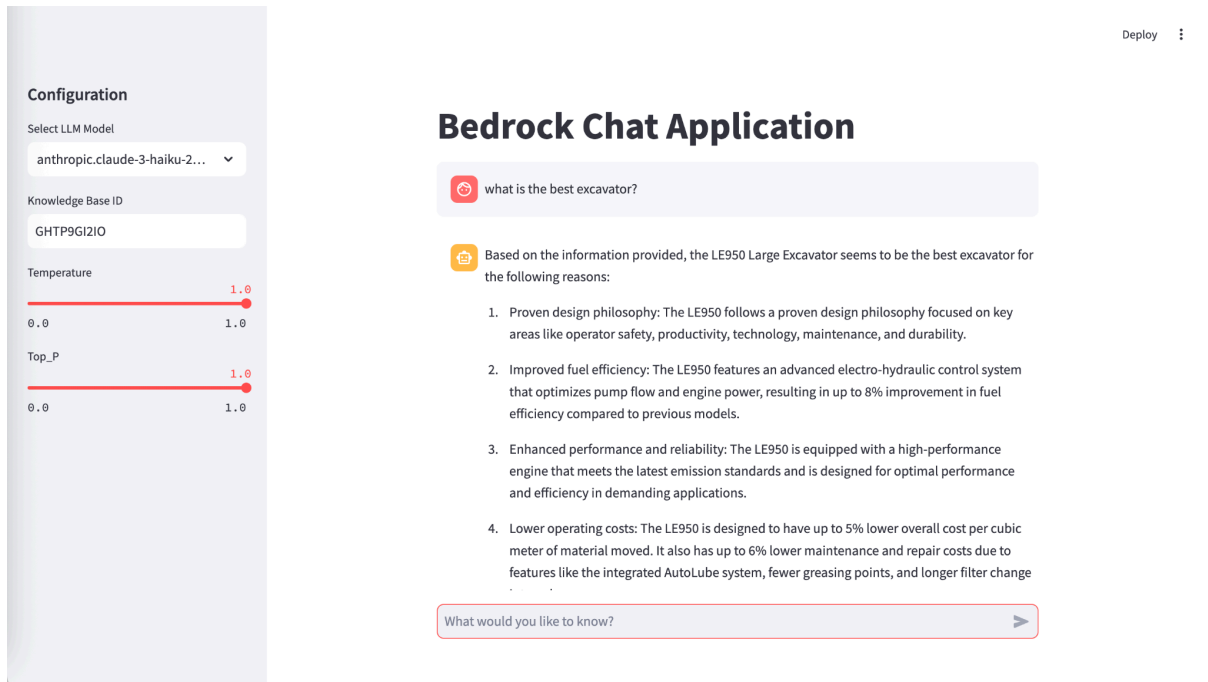 Deploy
Configuration
Select LLM Model
anthropic.claude-3-haiku-2...
Knowledge Base ID
GHTP9GI2IO
Temperature
1.0
0.0 1.0
Top_P
1.0
0.0 1.0
Bedrock Chat Application
what is the best excavator?
Based on the information provided, the LE950 Large Excavator seems to be the best excavator for
the following reasons:
1. Proven design philosophy: The LE950 follows a proven design philosophy focused on key
areas like operator safety, productivity, technology, maintenance, and durability.
2. Improved fuel efficiency: The LE950 features an advanced electro-hydraulic control system
that optimizes pump flow and engine power, resulting in up to 8% improvement in fuel
efficiency compared to previous models.
3. Enhanced performance and reliability: The LE950 is equipped with a high-performance
engine that meets the latest emission standards and is designed for optimal performance
and efficiency in demanding applications.
4. Lower operating costs: The LE950 is designed to have up to 5% lower overall cost per cubic
meter of material moved. It also has up to 6% lower maintenance and repair costs due to
features like the integrated AutoLube system, fewer greasing points, and longer filter change
What would you like to know?